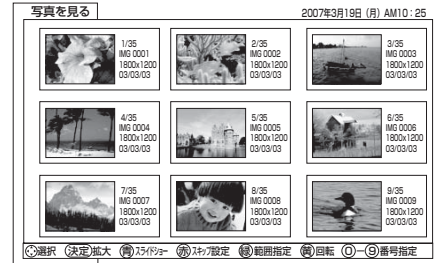 写真を見る
2007年3月19日 (月) AM10:25
1/35
IMG 0001
1800x1200
03/03/03
2/35
IMG 0002
1800x1200
03/03/03
3/35
IMG 0003
1800x1200
03/03/03
4/35
IMG 0004
1800x1200
03/03/03
5/35
IMG 0005
1800x1200
03/03/03
6/35
IMG 0006
1800x1200
03/03/03
7/35
IMG 0007
1800x1200
03/03/03
8/35
IMG 0008
1800x1200
03/03/03
9/35
IMG 0009
1800x1200
03/03/03
選択 決定拡大 青スライドショー 赤スキップ設定 緑範囲指定 黄回転 0-9番号指定